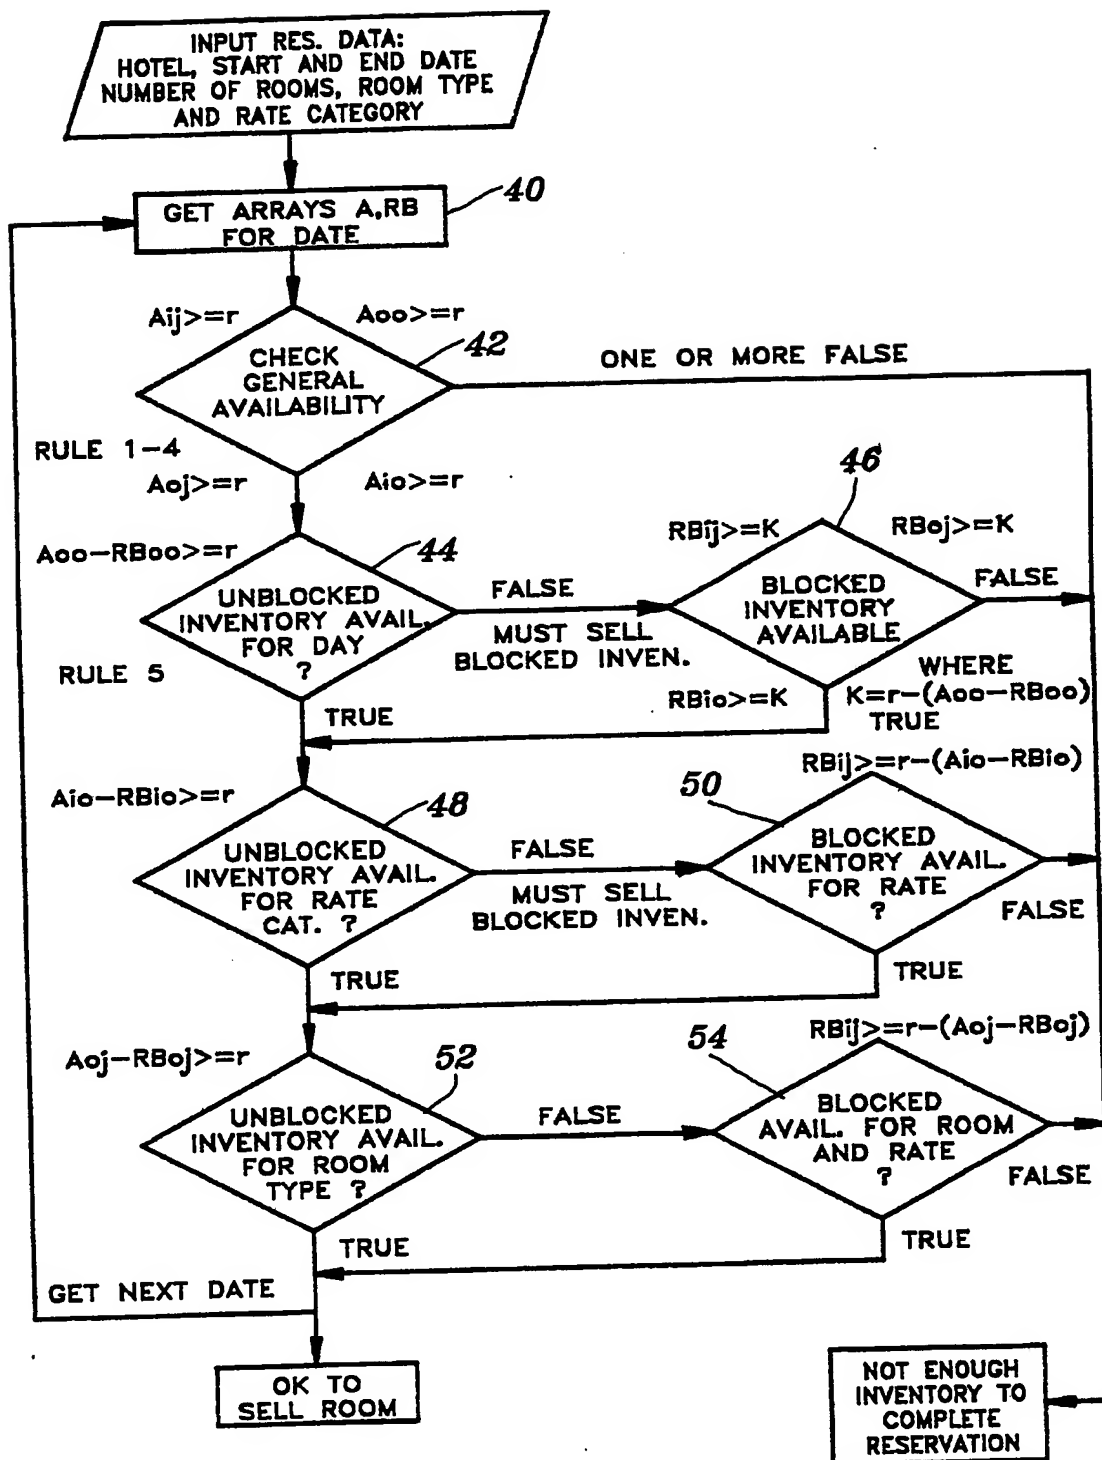 INPUT RES. DATA:
HOTEL, START AND END DATE
NUMBER OF ROOMS, ROOM TYPE
AND RATE CATEGORY
GET ARRAYS A,RB
FOR DATE
40
Aij>=r
Aoo>=r
42
CHECK
GENERAL
AVAILABILITY
ONE OR MORE FALSE
RULE 1-4
Aoj>=r
Aio>=r
46
Aoo-RBoo>=r
44
RBij>=K
RBoj>=K
UNBLOCKED
INVENTORY AVAIL.
FOR DAY
?
FALSE
MUST SELL
BLOCKED INVEN.
BLOCKED
INVENTORY
AVAILABLE
FALSE
RULE 5
RBio>=K
WHERE
K=r-(Aoo-RBoo)
TRUE
TRUE
Aio-RBio>=r
48
50
RBij>=r-(Aio-RBio)
UNBLOCKED
INVENTORY AVAIL.
FOR RATE
CAT. ?
FALSE
MUST SELL
BLOCKED INVEN.
BLOCKED
INVENTORY AVAIL.
FOR RATE
?
FALSE
TRUE
TRUE
Aoj-RBoj>=r
52
54
RBij>=r-(Aoj-RBoj)
UNBLOCKED
INVENTORY AVAIL.
FOR ROOM
TYPE ?
FALSE
BLOCKED
AVAIL. FOR ROOM
AND RATE
?
FALSE
TRUE
TRUE
GET NEXT DATE
OK TO
SELL ROOM
NOT ENOUGH
INVENTORY TO
COMPLETE
RESERVATION